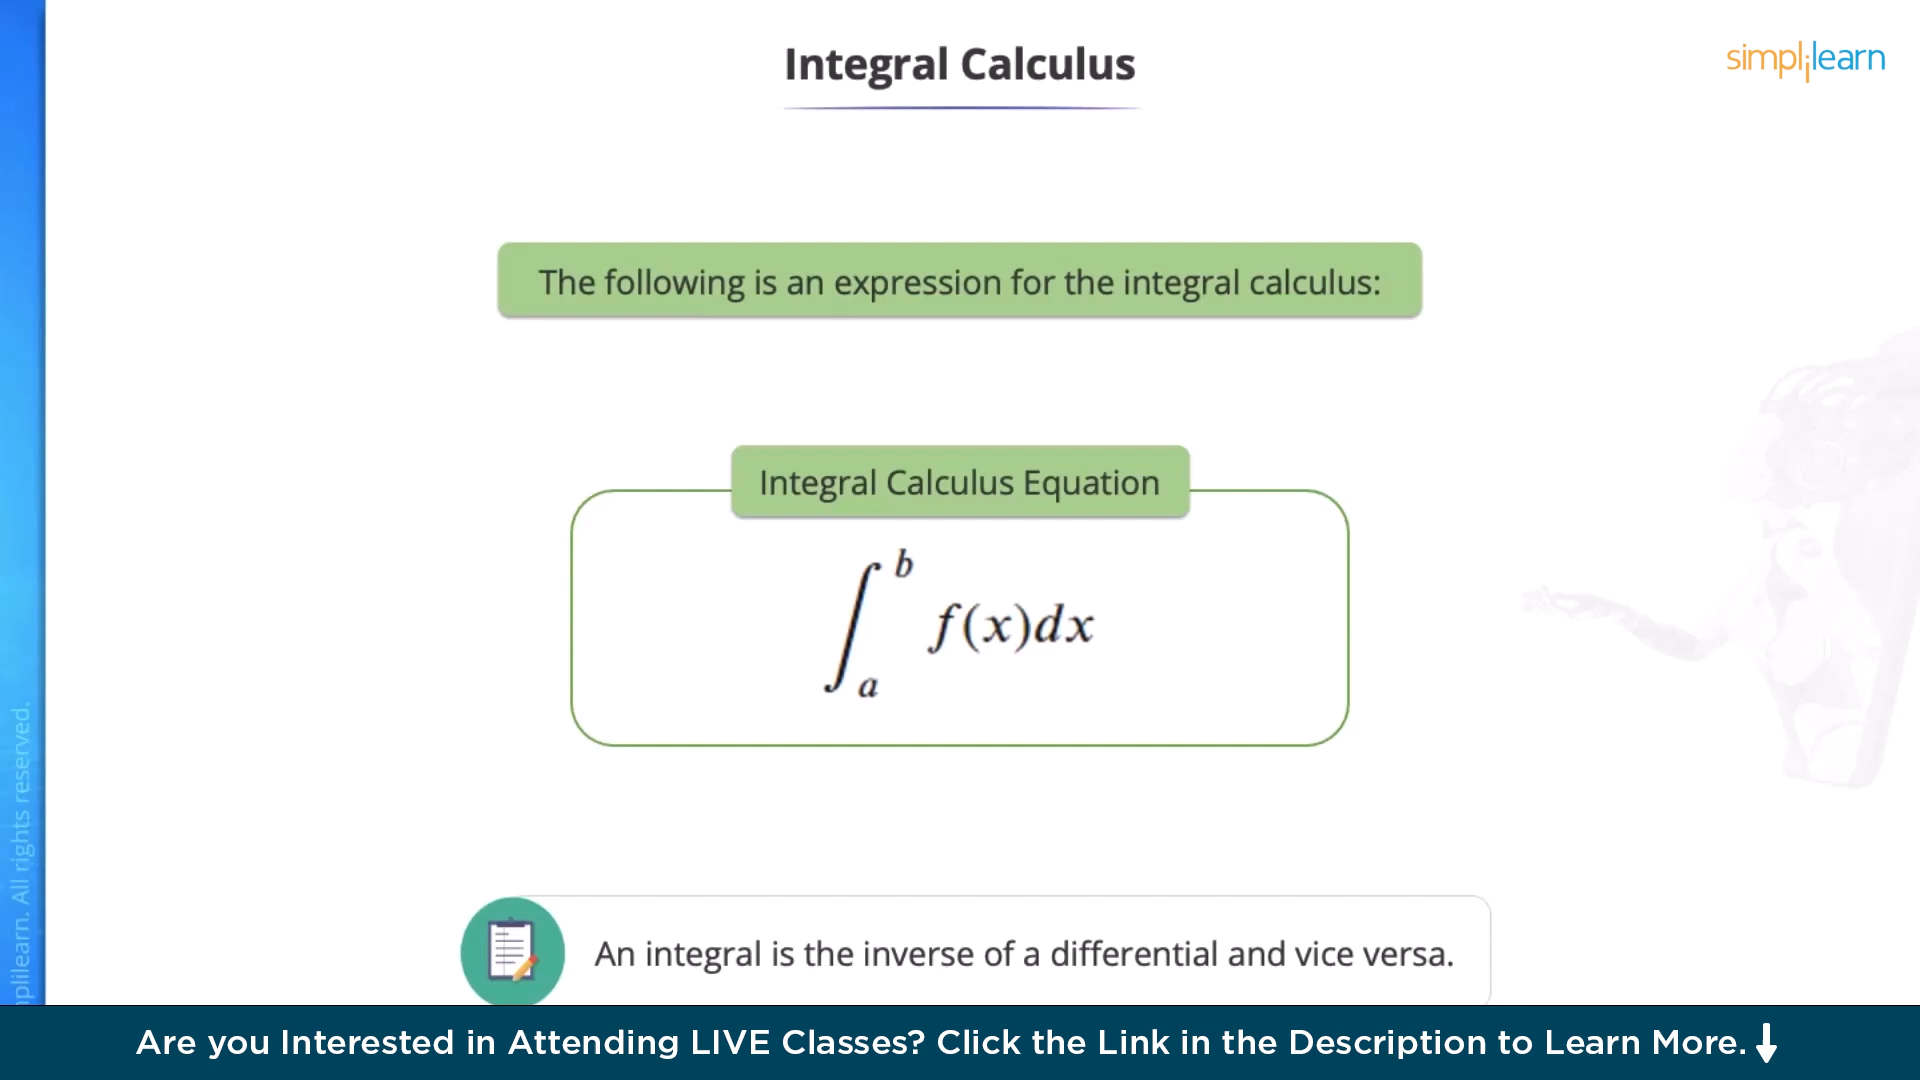 Integral Calculus
simplilearn
The following is an expression for the integral calculus:
Integral Calculus Equation
∫_a^b f(x)dx
An integral is the inverse of a differential and vice versa.
plilearn. All rights reserved.
Are you Interested in Attending LIVE Classes? Click the Link in the Description to Learn More.